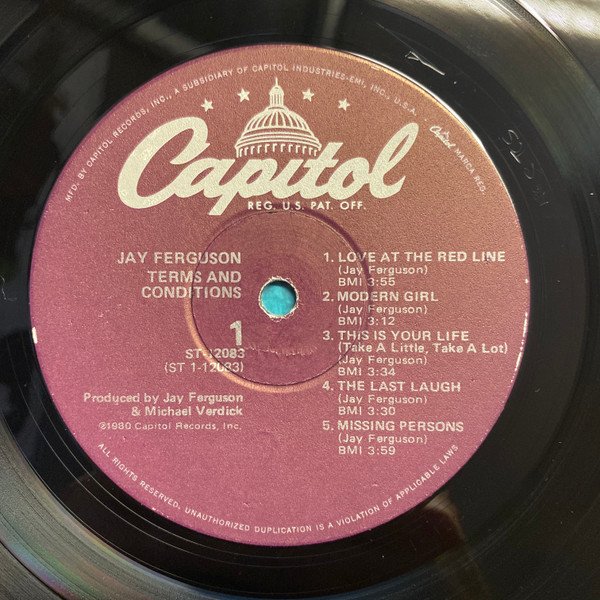 MFD. BY CAPITOL RECORDS, INC., A SUBSIDIARY OF CAPITOL INDUSTRIES-EMI, INC., U.S.A.
Capitol MARCA REG.
Capitol
REG. U.S. PAT. OFF.
JAY FERGUSON
TERMS AND
CONDITIONS
1
ST-12083
(ST 1-12083)
Produced by Jay Ferguson
& Michael Verdick
℗1980 Capitol Records, Inc.
1. LOVE AT THE RED LINE
(Jay Ferguson)
BMI 3:55
2. MODERN GIRL
(Jay Ferguson)
BMI 3:12
3. THIS IS YOUR LIFE
(Take A Little, Take A Lot)
(Jay Ferguson)
BMI 3:34
4. THE LAST LAUGH
(Jay Ferguson)
BMI 3:30
5. MISSING PERSONS
(Jay Ferguson)
BMI 3:59
ALL RIGHTS RESERVED. UNAUTHORIZED DUPLICATION IS A VIOLATION OF APPLICABLE LAWS